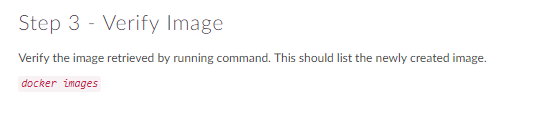 Step 3 - Verify Image
Verify the image retrieved by running command. This should list the newly created image.
docker images